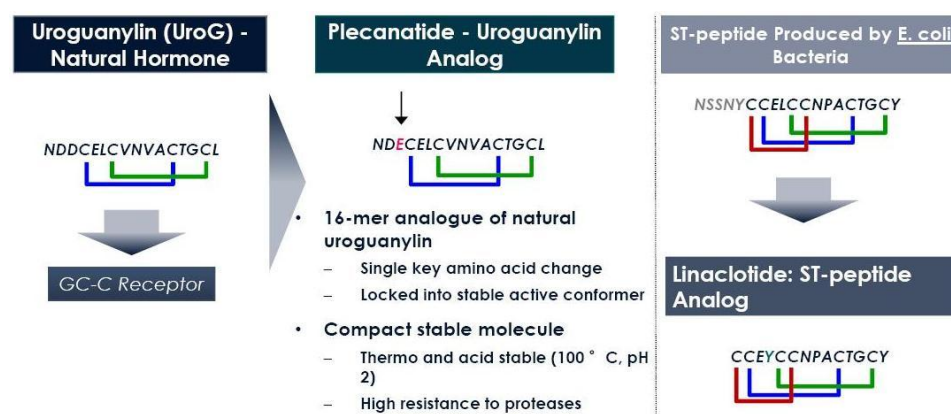 Uroguanylin (UroG) -
Natural Hormone
NDDCELCVNVACTGCL
GC-C Receptor
Plecanatide - Uroguanylin
Analog
NDECELCVNVACTGCL
• 16-mer analogue of natural
uroguanylin
– Single key amino acid change
– Locked into stable active conformer
• Compact stable molecule
– Thermo and acid stable (100 ° C, pH
2)
– High resistance to proteases
ST-peptide Produced by E. coli
Bacteria
NSSNYCCELCCNPACTGCY
Linaclotide: ST-peptide
Analog
CCEYCCNPACTGCY